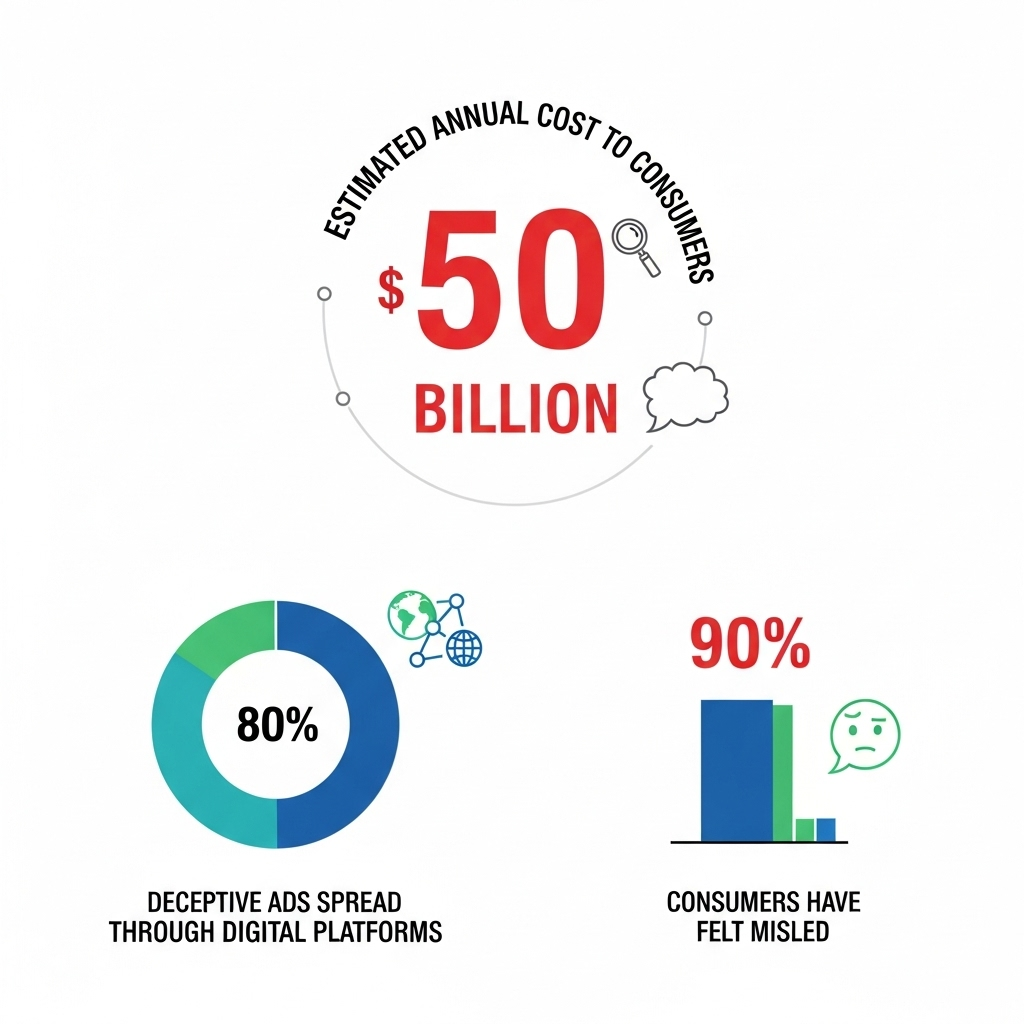 ESTIMATED ANNUAL COST TO CONSUMERS
$50
BILLION
80%
DECEPTIVE ADS SPREAD
THROUGH DIGITAL PLATFORMS
90%
CONSUMERS HAVE
FELT MISLED